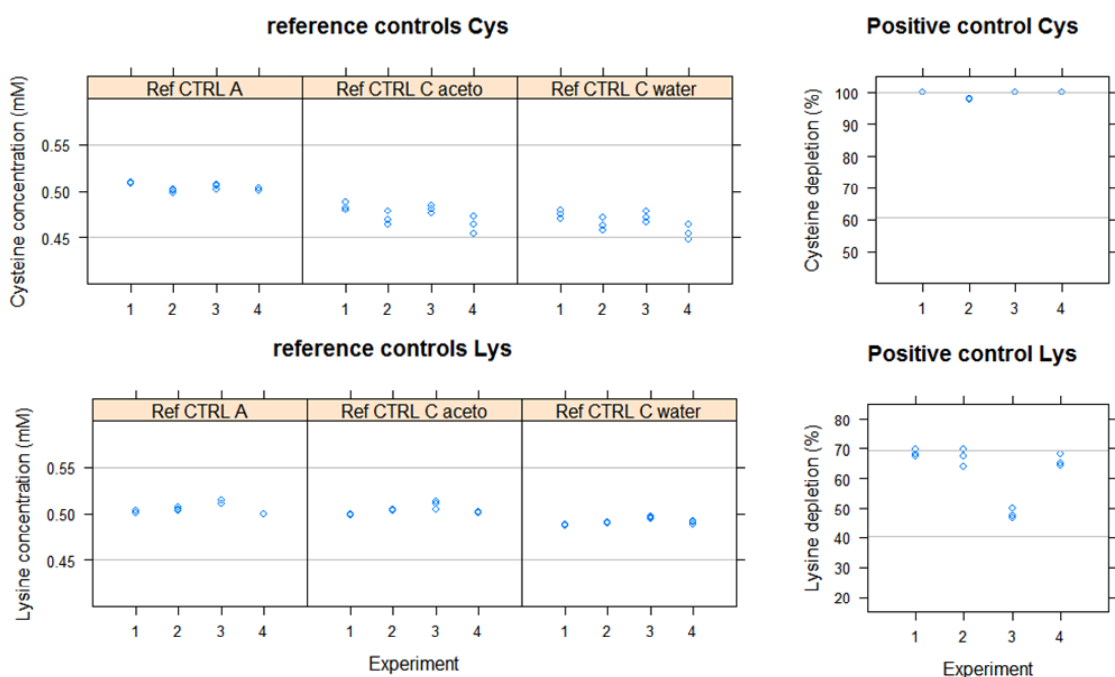 reference controls Cys
Ref CTRL A
Ref CTRL C aceto
Ref CTRL C water
Cysteine concentration (mM)
0.55
0.50
0.45
1 2 3 4
1 2 3 4
1 2 3 4
Positive control Cys
Cysteine depletion (%)
100
90
80
70
60
50
1 2 3 4
reference controls Lys
Ref CTRL A
Ref CTRL C aceto
Ref CTRL C water
Lysine concentration (mM)
0.55
0.50
0.45
1 2 3 4
1 2 3 4
1 2 3 4
Experiment
Positive control Lys
Lysine depletion (%)
80
70
60
50
40
30
20
1 2 3 4
Experiment